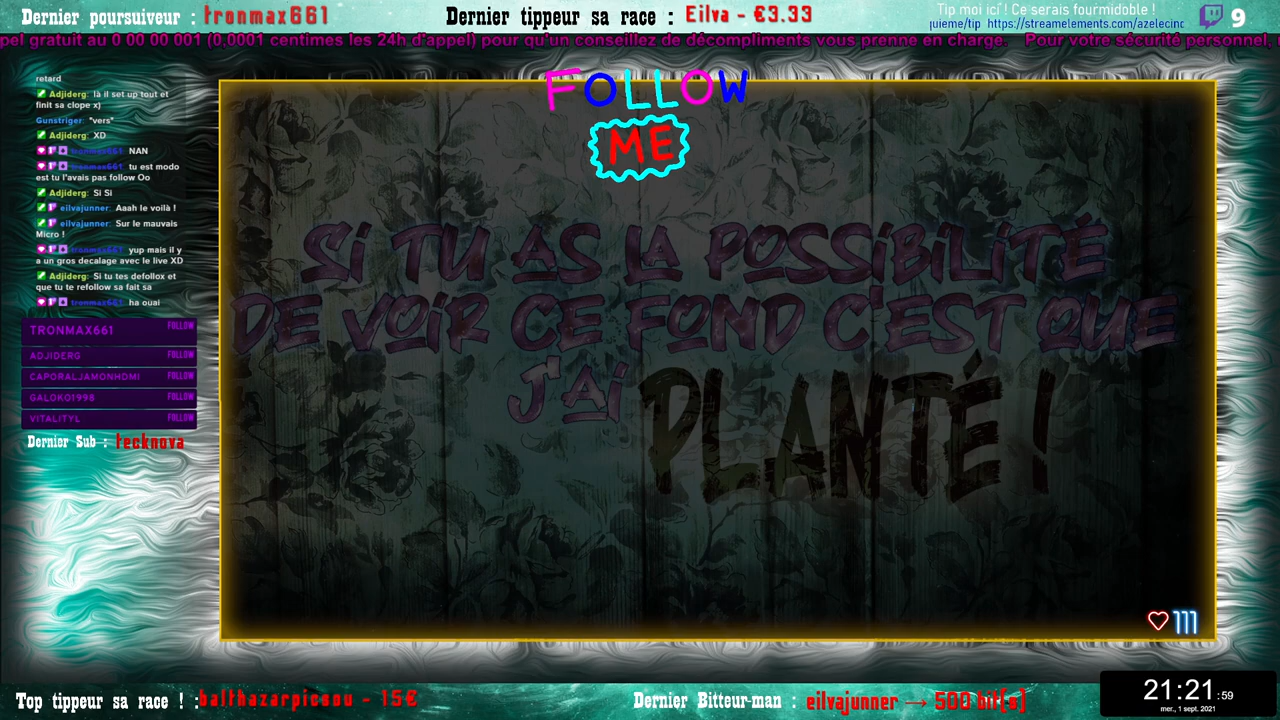 Dernier poursuiveur : tronmax661
Dernier tippeur sa race : Eilva - €3.33
Tip moi ici ! Ce serais fourmidoble !
uieme/tip https://streamelements.com/azelecinc
9
pel gratuit au 0 00 00 001 (0,0001 centimes les 24h d'appel) pour qu'un conseillez de décompliments vous prenne en charge. Pour votre sécurité personnel,
FOLLOW
ME
retard
Adjiderg: là il set up tout et
finit sa clope x)
Gunstriger: "vers"
Adjiderg: XD
tronmax661: NAN
tronmax661: tu est modo
est tu l'avais pas follow Oo
Adjiderg: Si Si
eilvajunner: Aaah le voilà !
eilvajunner: Sur le mauvais
Micro !
tronmax661: yup mais il y
a un gros decalage avec le live XD
Adjiderg: Si tu tes defollox et
que tu te refollow sa fait sa
tronmax661: ha ouai
TRONMAX661 FOLLOW
ADJIDERG FOLLOW
CAPORALJAMONHDMI FOLLOW
GALOKO1998 FOLLOW
VITALITYL FOLLOW
Dernier Sub : tecknova
SI TU AS LA POSSIBILITÉ
DE VOIR CE FOND C'EST QUE
J'AI PLANTÉ !
111
Top tippeur sa race ! : balthazarpicsou - 15€
Dernier Bitteur-man : eilvajunner → 500 bit(s)
21:21:59
mer., 1 sept. 2021